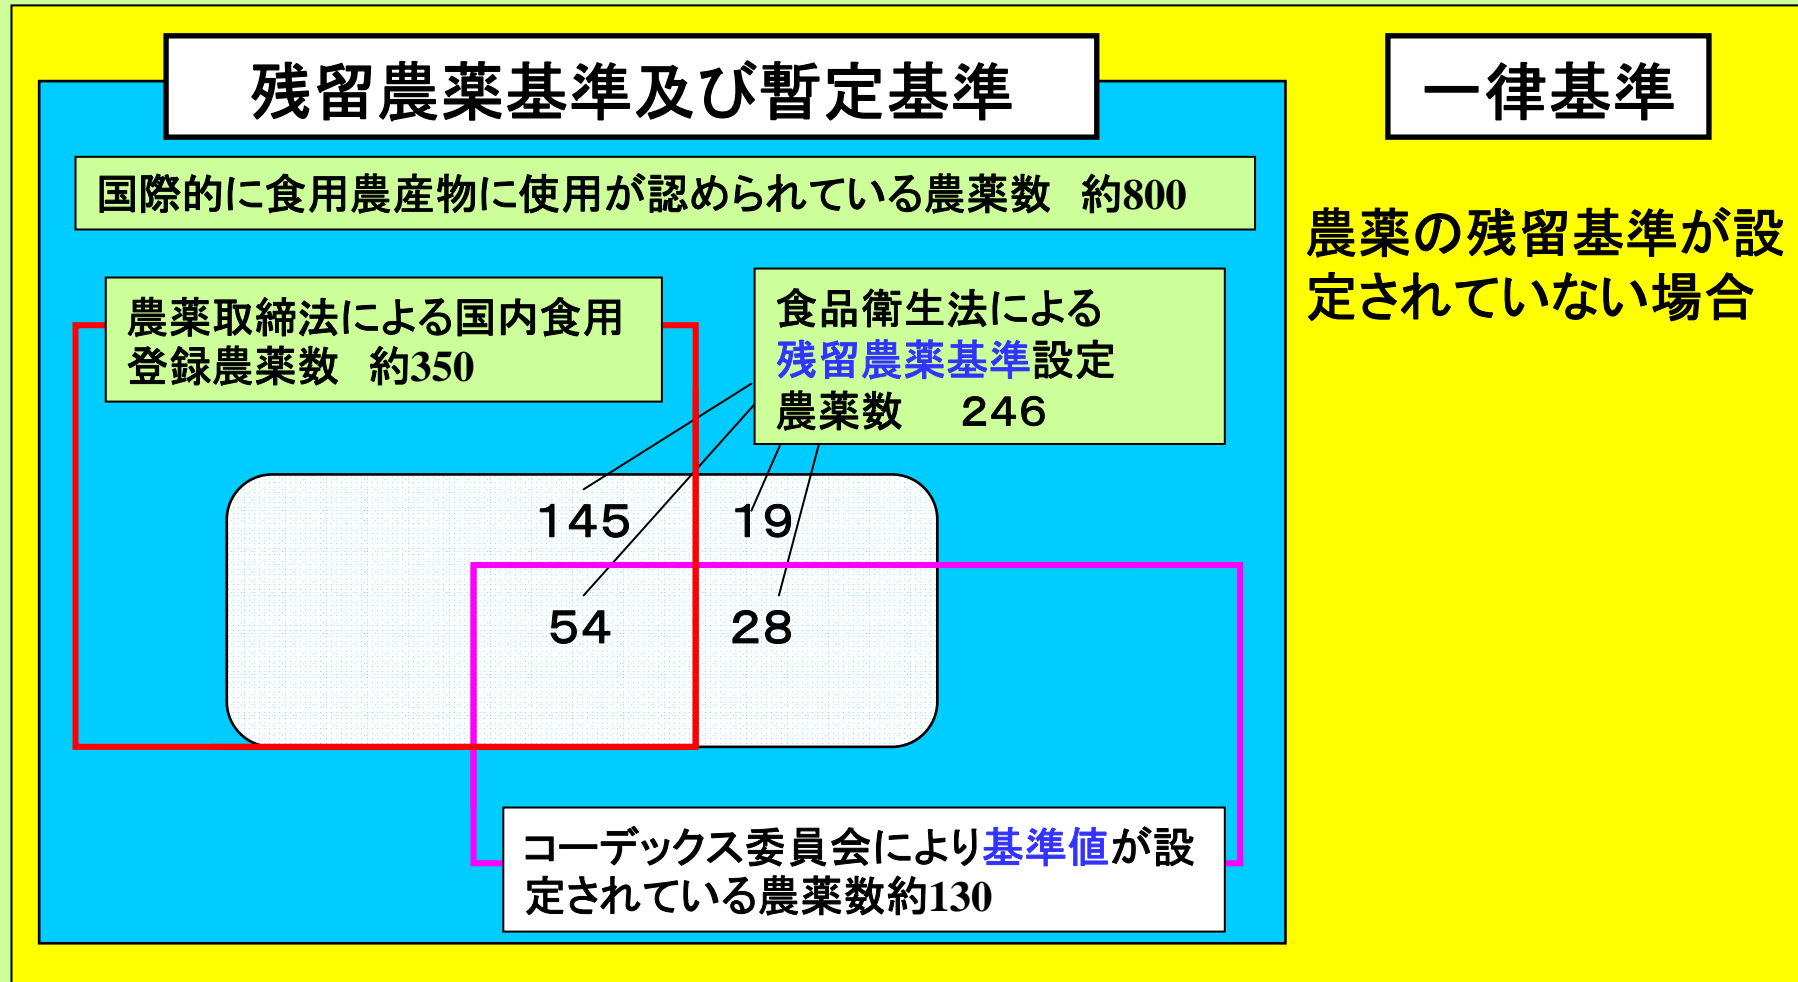 残留農薬基準及び暫定基準
一律基準
国際的に食用農産物に使用が認められている農薬数　約800
農薬の残留基準が設
定されていない場合
農薬取締法による国内食用
登録農薬数　約350
食品衛生法による
残留農薬基準設定
農薬数　２４６
１４５
１９
５４
２８
コーデックス委員会により基準値が設
定されている農薬数約130